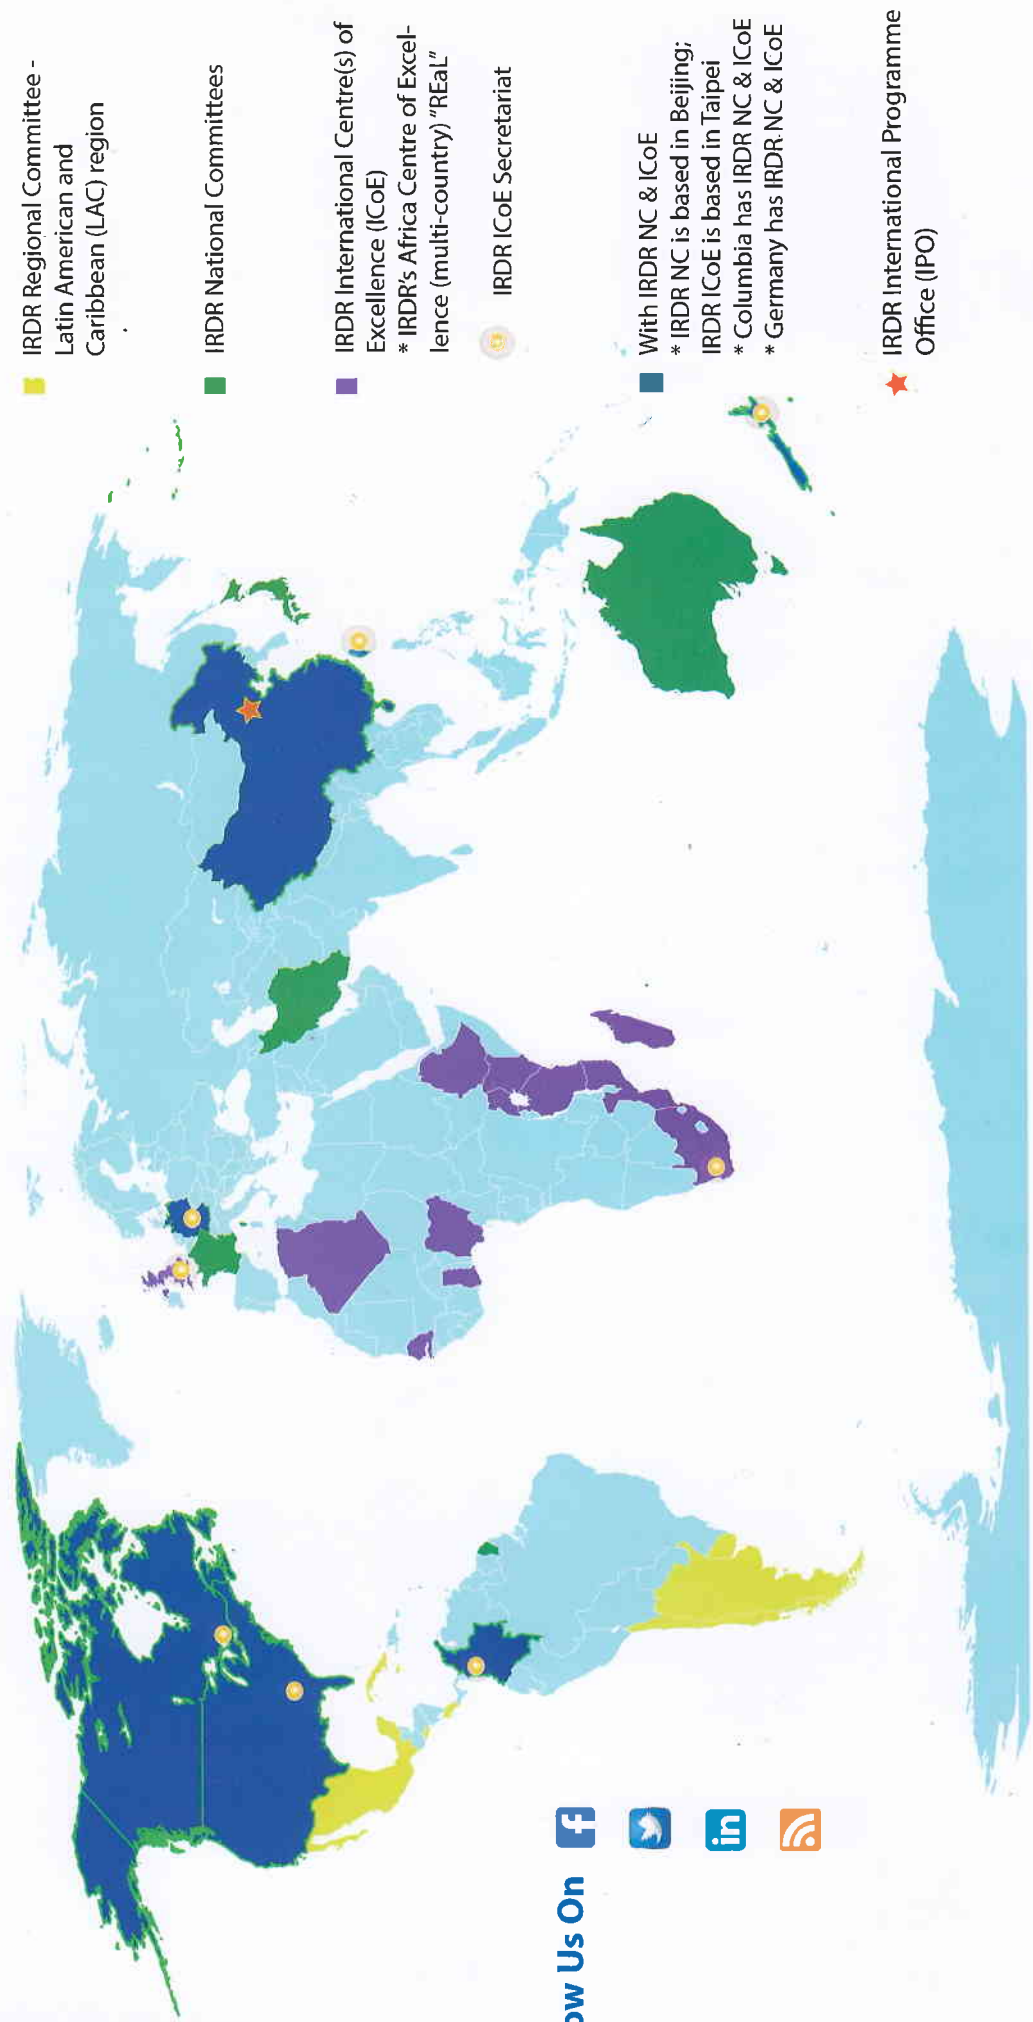 IRDR Regional Committee -
Latin American and
Caribbean (LAC) region
IRDR National Committees
IRDR International Centre(s) of
Excellence (ICoE)
* IRDR's Africa Centre of Excel-
lence (multi-country) "REaL"
IRDR ICoE Secretariat
With IRDR NC & ICoE
* IRDR NC is based in Beijing;
IRDR ICoE is based in Taipei
* Columbia has IRDR NC & ICoE
* Germany has IRDR NC & ICoE
IRDR International Programme
Office (IPO)
ow Us On
f
in